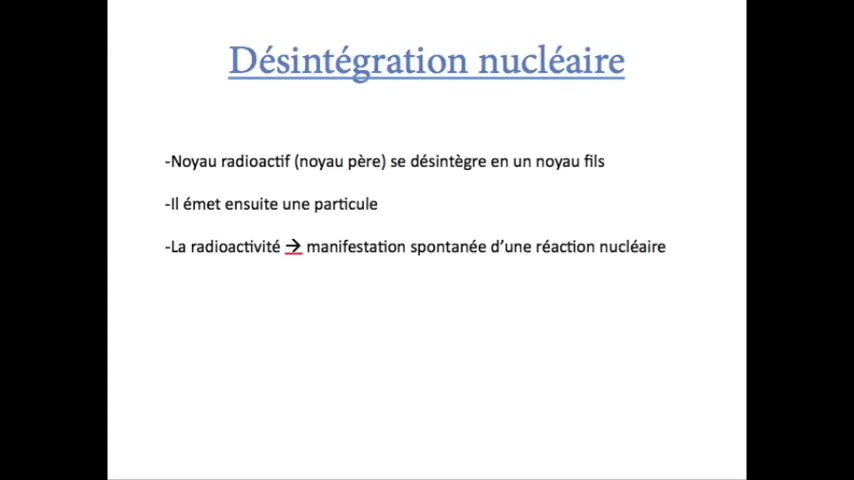 Désintégration nucléaire
-Noyau radioactif (noyau père) se désintègre en un noyau fils
-Il émet ensuite une particule
-La radioactivité → manifestation spontanée d’une réaction nucléaire